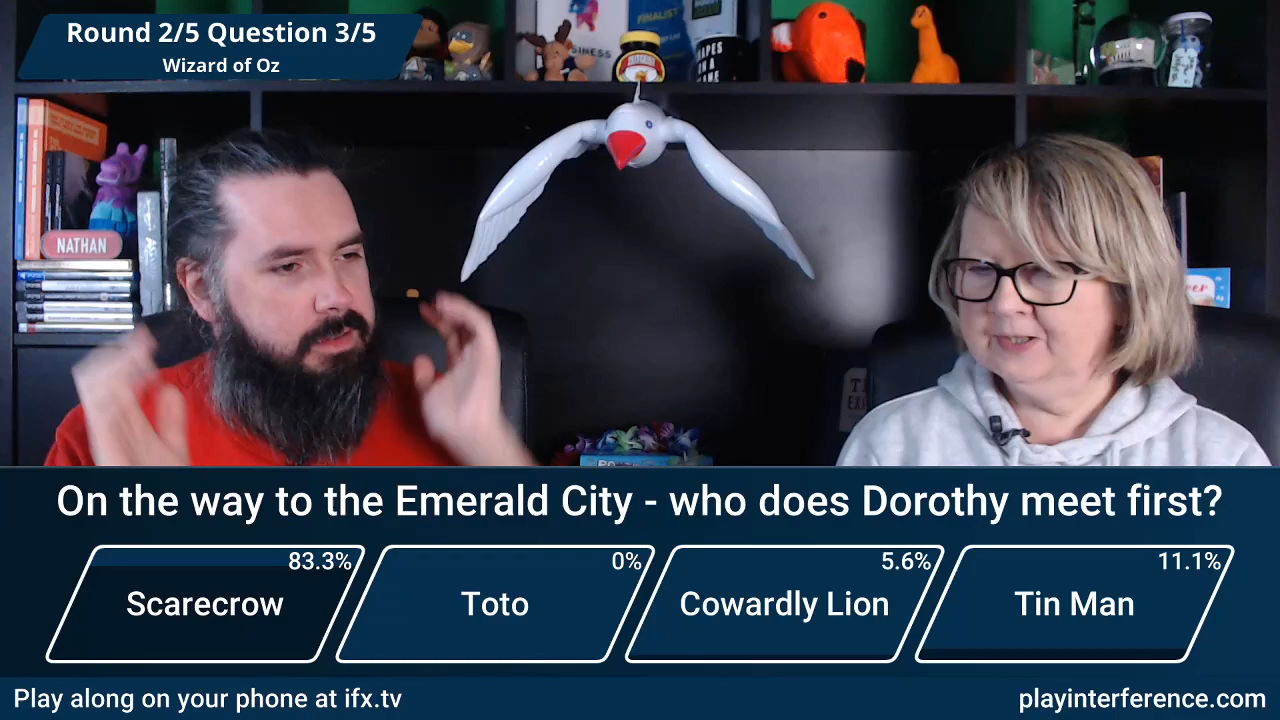 Round 2/5 Question 3/5
Wizard of Oz
FINALIST
NATHAN
On the way to the Emerald City - who does Dorothy meet first?
83.3%
Scarecrow
0%
Toto
5.6%
Cowardly Lion
11.1%
Tin Man
Play along on your phone at ifx.tv
playinterference.com